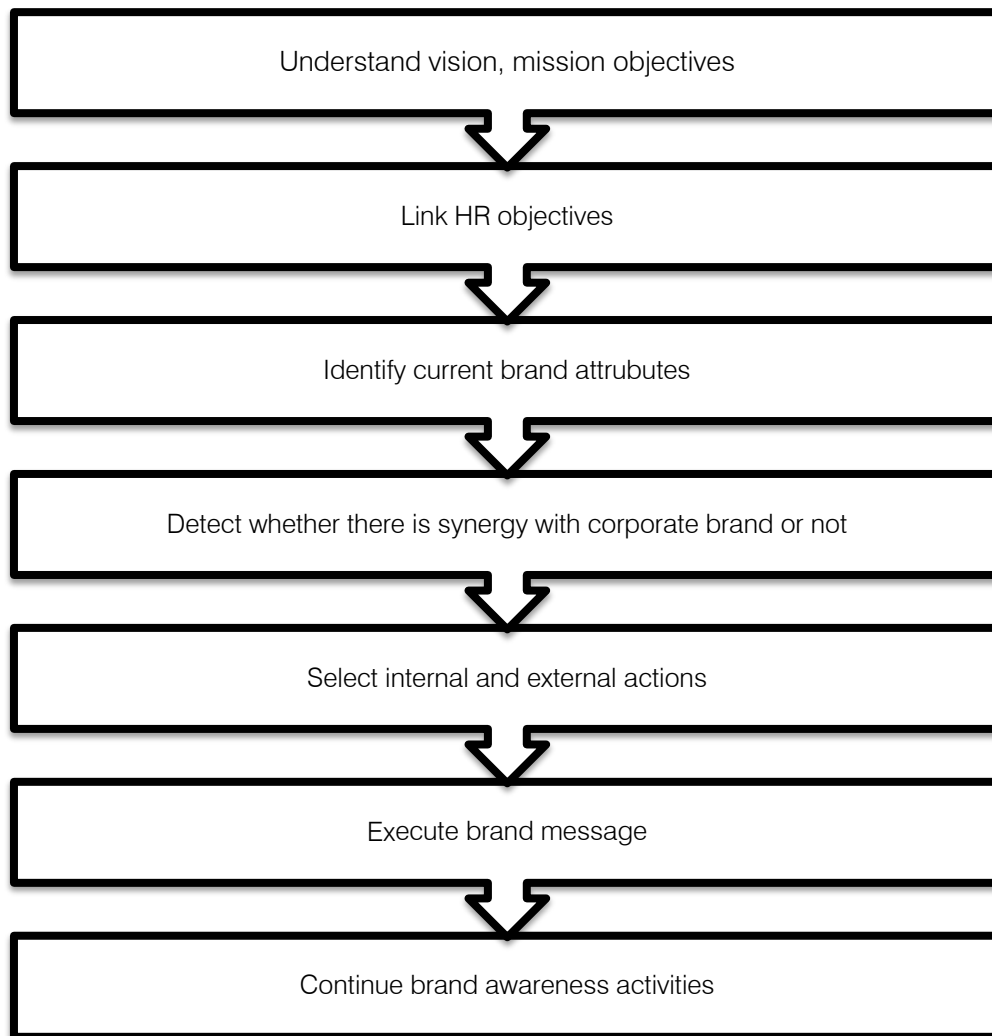 Understand vision, mission objectives
Link HR objectives
Identify current brand attrubutes
Detect whether there is synergy with corporate brand or not
Select internal and external actions
Execute brand message
Continue brand awareness activities